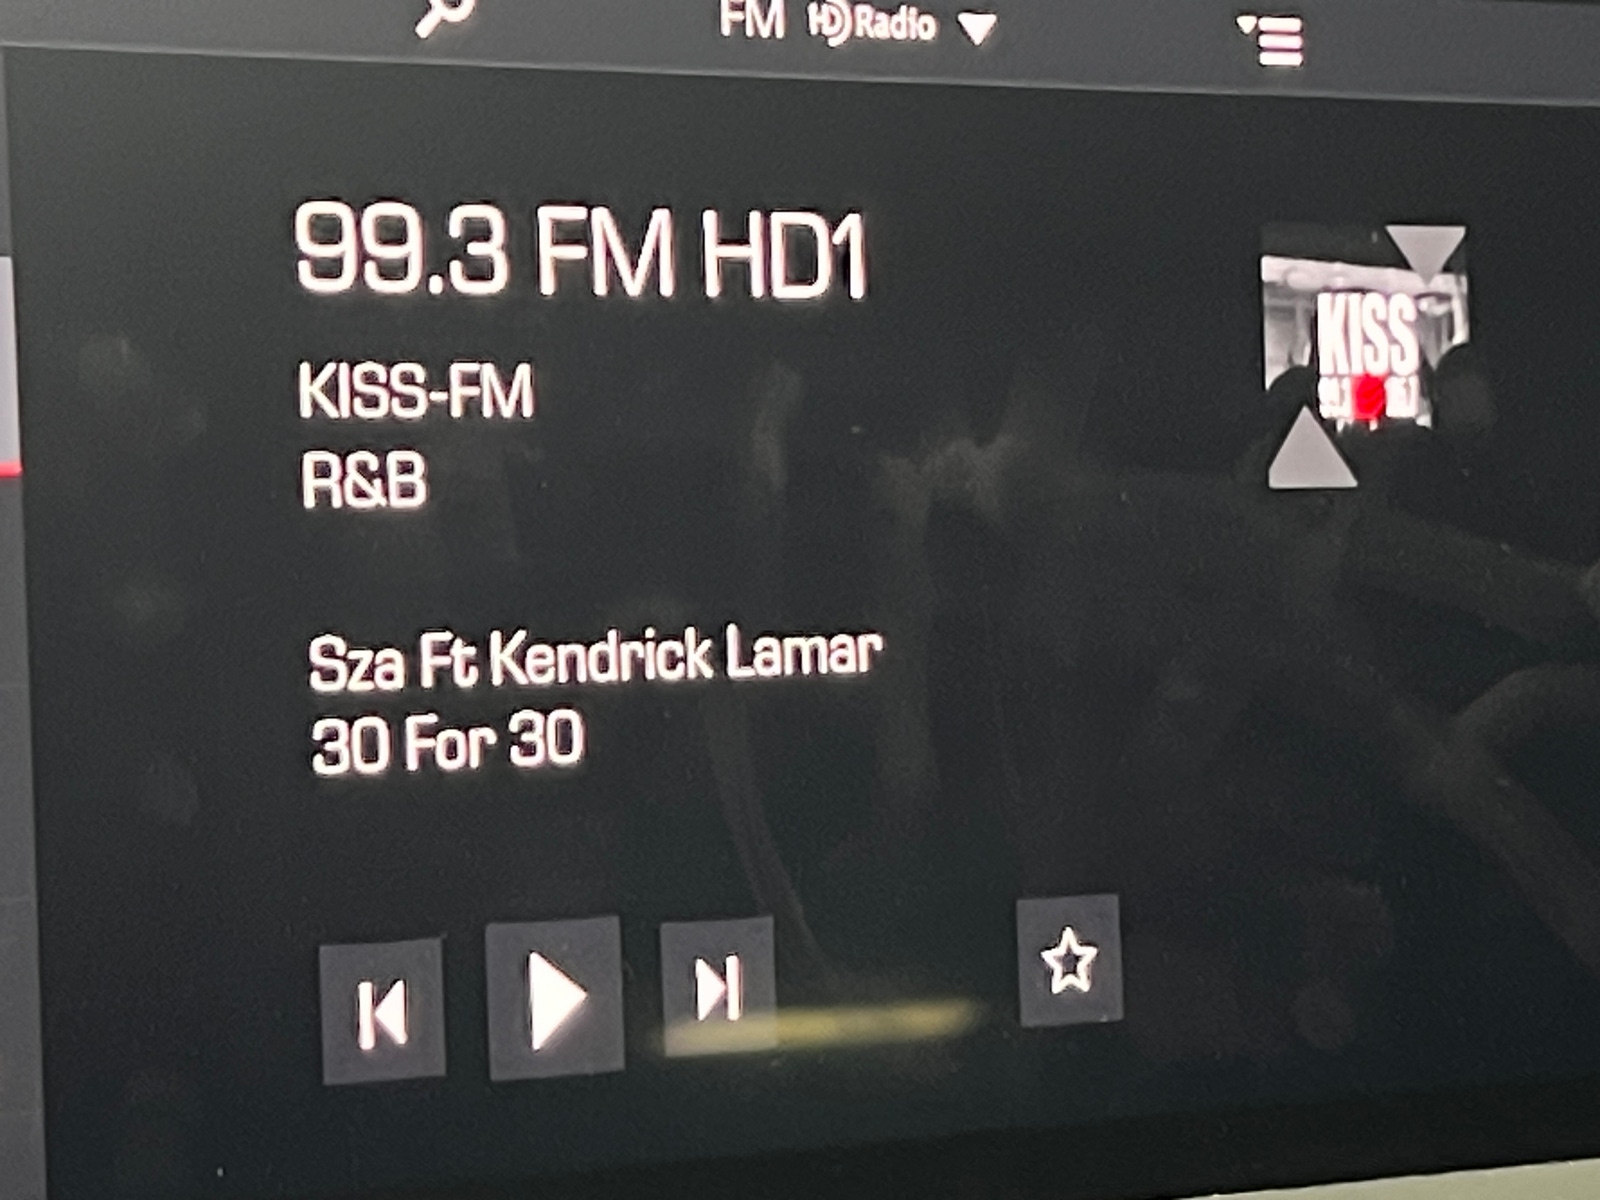 FM HD Radio
99.3 FM HD1
KISS-FM
R&B
KISS
Sza Ft Kendrick Lamar
30 For 30